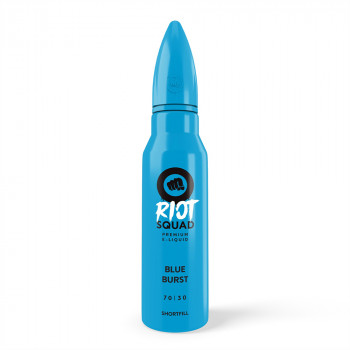 RIOT
SQUAD
PREMIUM
E-LIQUID
BLUE
BURST
70|30
SHORTFILL